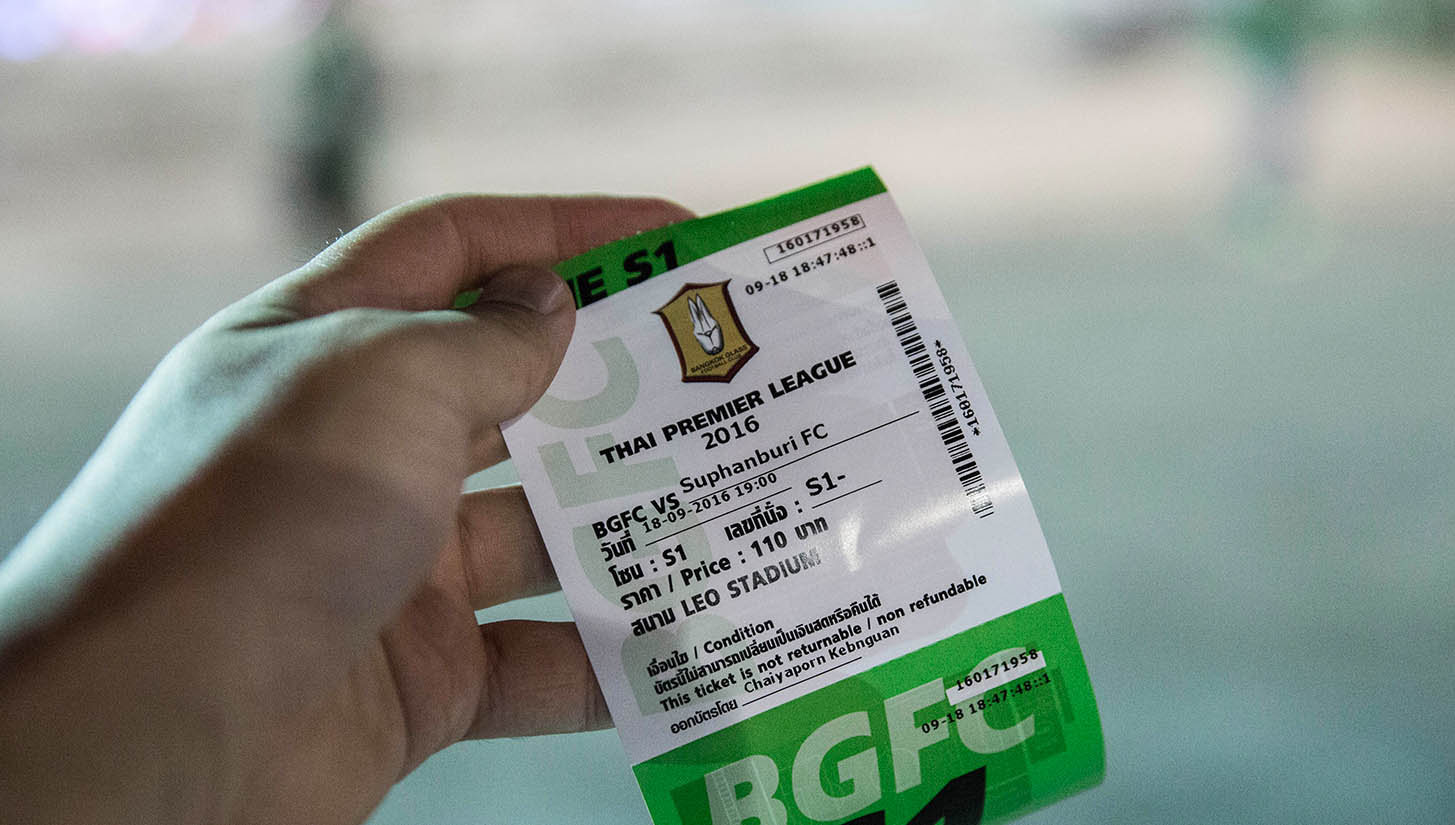 NE S1
160171958
09-18 18:47:48::1
BANGKOK GLASS
FOOTBALL CLUB
THAI PREMIER LEAGUE
2016
BGFC VS Suphanburi FC
วันที่ 18-09-2016 19:00
โซน : S1 เลขที่นั่ง : S1-
ราคา / Price : 110 บาท
สนาม LEO STADIUM
เงื่อนไข / Condition
บัตรนี้ไม่สามารถเปลี่ยนเป็นเงินสดหรือคืนได้
This ticket is not returnable / non refundable
ออกบัตรโดย Chaiyaporn Kebnguan
*160171958*
BGFC
160171958
09-18 18:47:48::1
BGFC